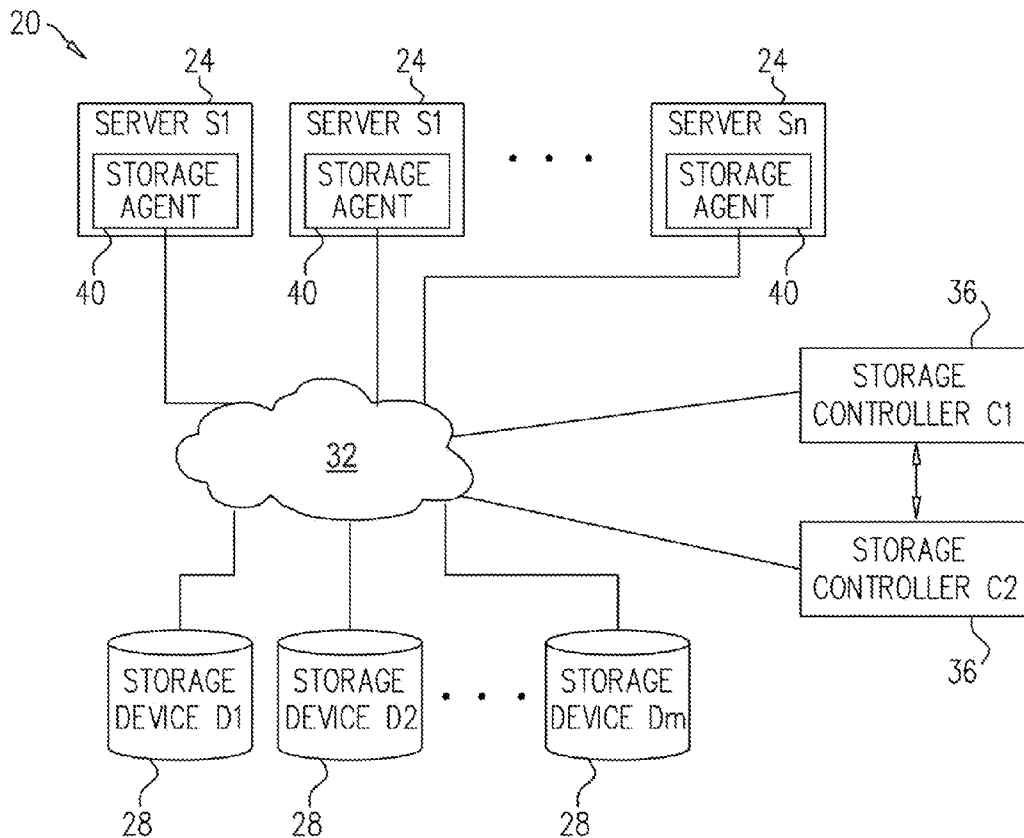 20
24 24 24
SERVER S1 SERVER S1 SERVER Sn
STORAGE AGENT STORAGE AGENT STORAGE AGENT
. . .
40 40 40
36
STORAGE
CONTROLLER C1
32
STORAGE
CONTROLLER C2
36
STORAGE DEVICE D1 STORAGE DEVICE D2 STORAGE DEVICE Dm
. . .
28 28 28